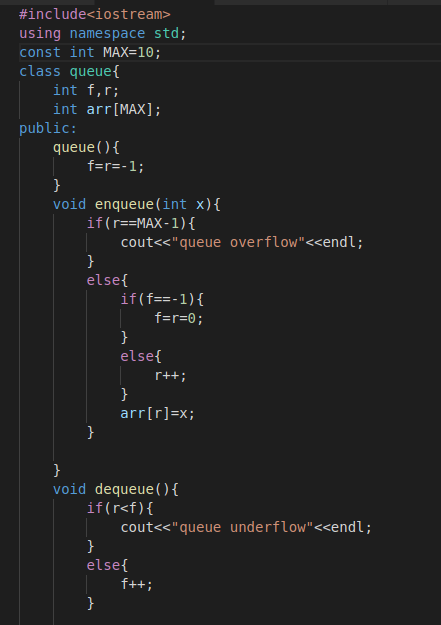 #include<iostream>
using namespace std;
const int MAX=10;
class queue{
    int f,r;
    int arr[MAX];
public:
    queue(){
        f=r=-1;
    }
    void enqueue(int x){
        if(r==MAX-1){
            cout<<"queue overflow"<<endl;
        }
        else{
            if(f==-1){
                f=r=0;
            }
            else{
                r++;
            }
            arr[r]=x;
        }

    }
    void dequeue(){
        if(r<f){
            cout<<"queue underflow"<<endl;
        }
        else{
            f++;
        }